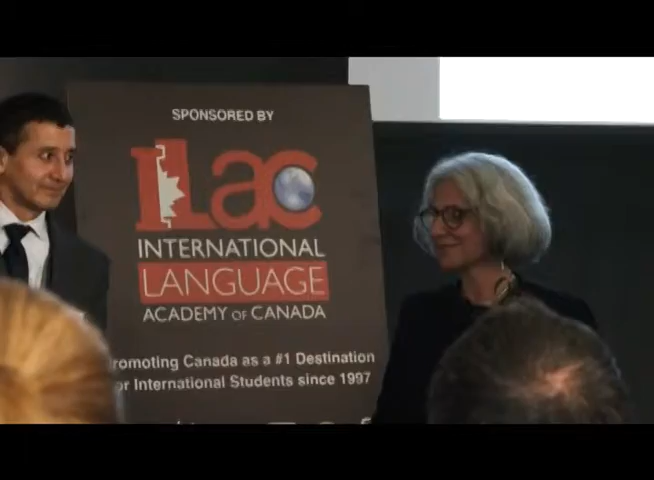 SPONSORED BY
iLac
INTERNATIONAL
LANGUAGE
ACADEMY OF CANADA
romoting Canada as a #1 Destination
or International Students since 1997